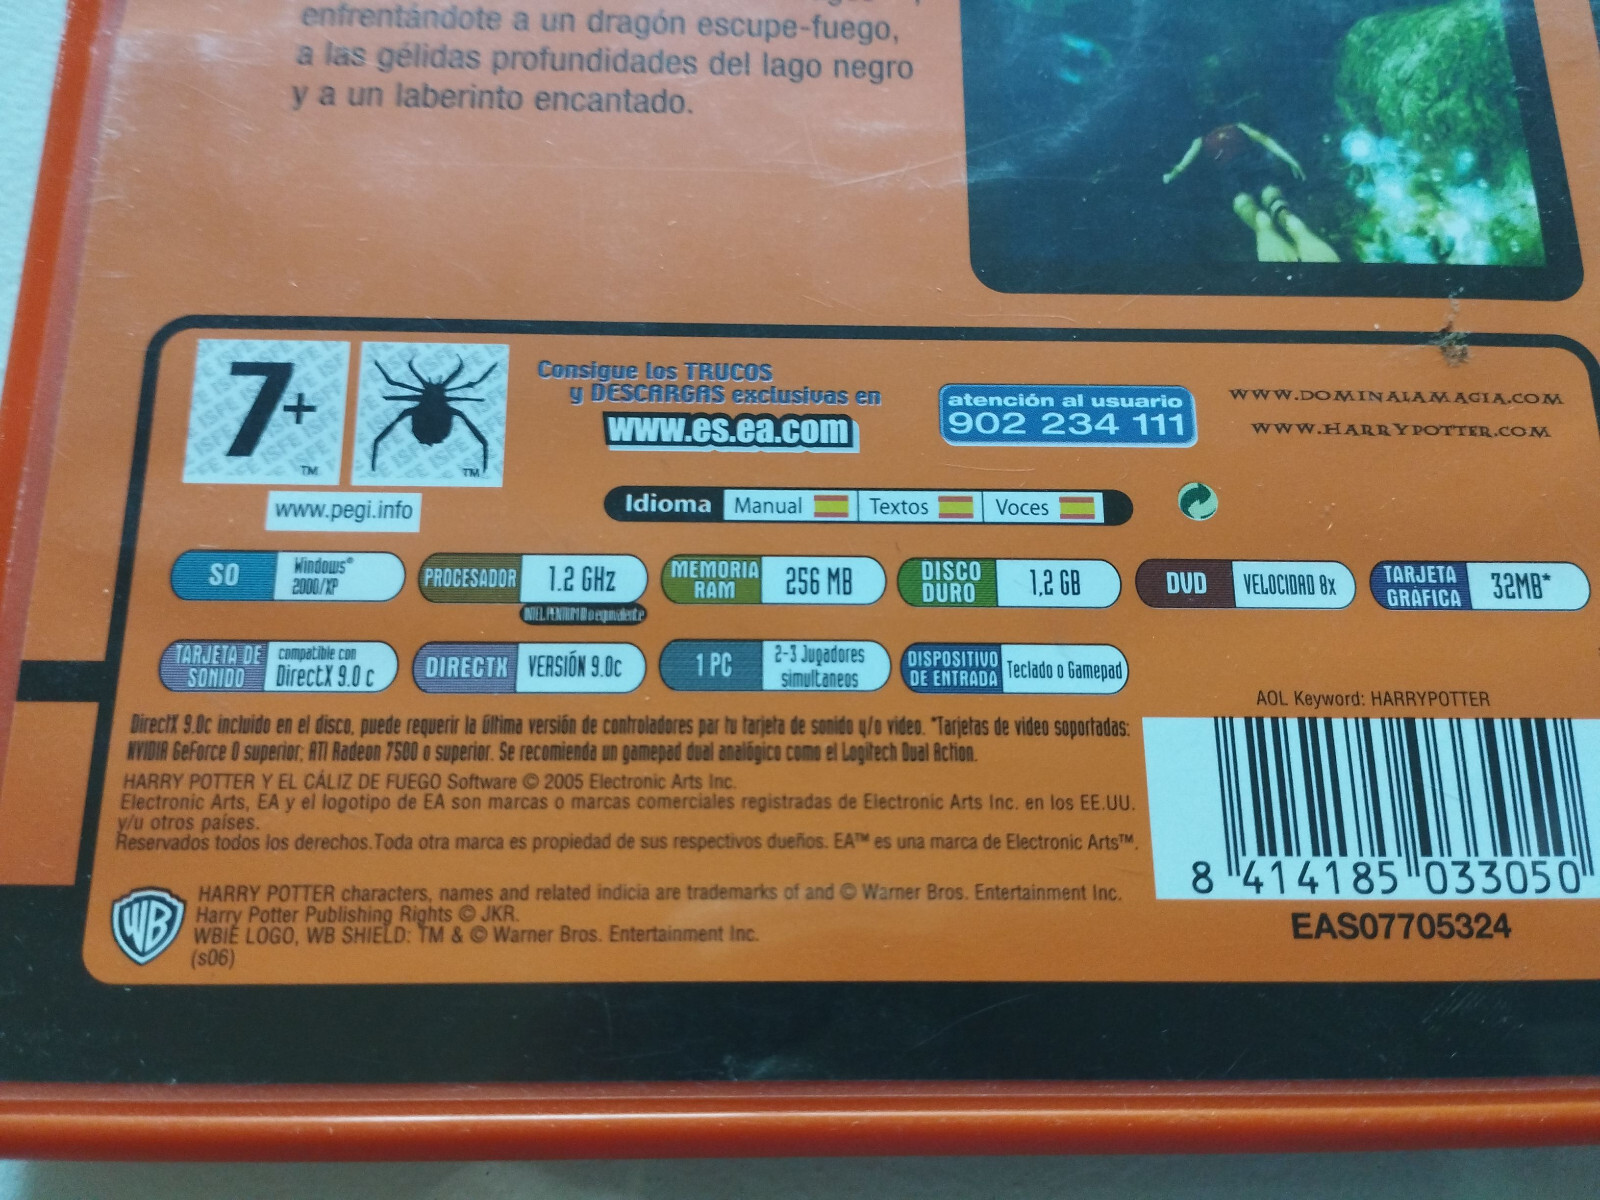 enfrentándote a un dragón escupe-fuego,
a las gélidas profundidades del lago negro
y a un laberinto encantado.
7+
TM
TM
www.pegi.info
Consigue los TRUCOS
y DESCARGAS exclusivas en
www.es.ea.com
atención al usuario
902 234 111
WWW.DOMINALAMAGIA.COM
WWW.HARRYPOTTER.COM
Idioma Manual Textos Voces
SO Windows® 2000/XP
PROCESADOR 1.2 GHz
INTEL PENTIUM III o equivalente
MEMORIA RAM 256 MB
DISCO DURO 1,2 GB
DVD VELOCIDAD 8x
TARJETA GRÁFICA 32MB*
TARJETA DE SONIDO compatible con DirectX 9.0 c
DIRECTX VERSIÓN 9.0c
1 PC 2-3 Jugadores simultaneos
DISPOSITIVO DE ENTRADA Teclado o Gamepad
DirectX 9.0c incluido en el disco, puede requerir la última versión de controladores par tu tarjeta de sonido y/o video. *Tarjetas de video soportadas:
NVIDIA GeForce o superior; ATI Radeon 7500 o superior. Se recomienda un gamepad dual analógico como el Logitech Dual Action.
HARRY POTTER Y EL CÁLIZ DE FUEGO Software © 2005 Electronic Arts Inc.
Electronic Arts, EA y el logotipo de EA son marcas o marcas comerciales registradas de Electronic Arts Inc. en los EE.UU.
y/u otros países.
Reservados todos los derechos.Toda otra marca es propiedad de sus respectivos dueños. EA™ es una marca de Electronic Arts™.
AOL Keyword: HARRYPOTTER
8 414185 033050
EAS07705324
WB
HARRY POTTER characters, names and related indicia are trademarks of and © Warner Bros. Entertainment Inc.
Harry Potter Publishing Rights © JKR.
WBIE LOGO, WB SHIELD: TM & © Warner Bros. Entertainment Inc.
(s06)